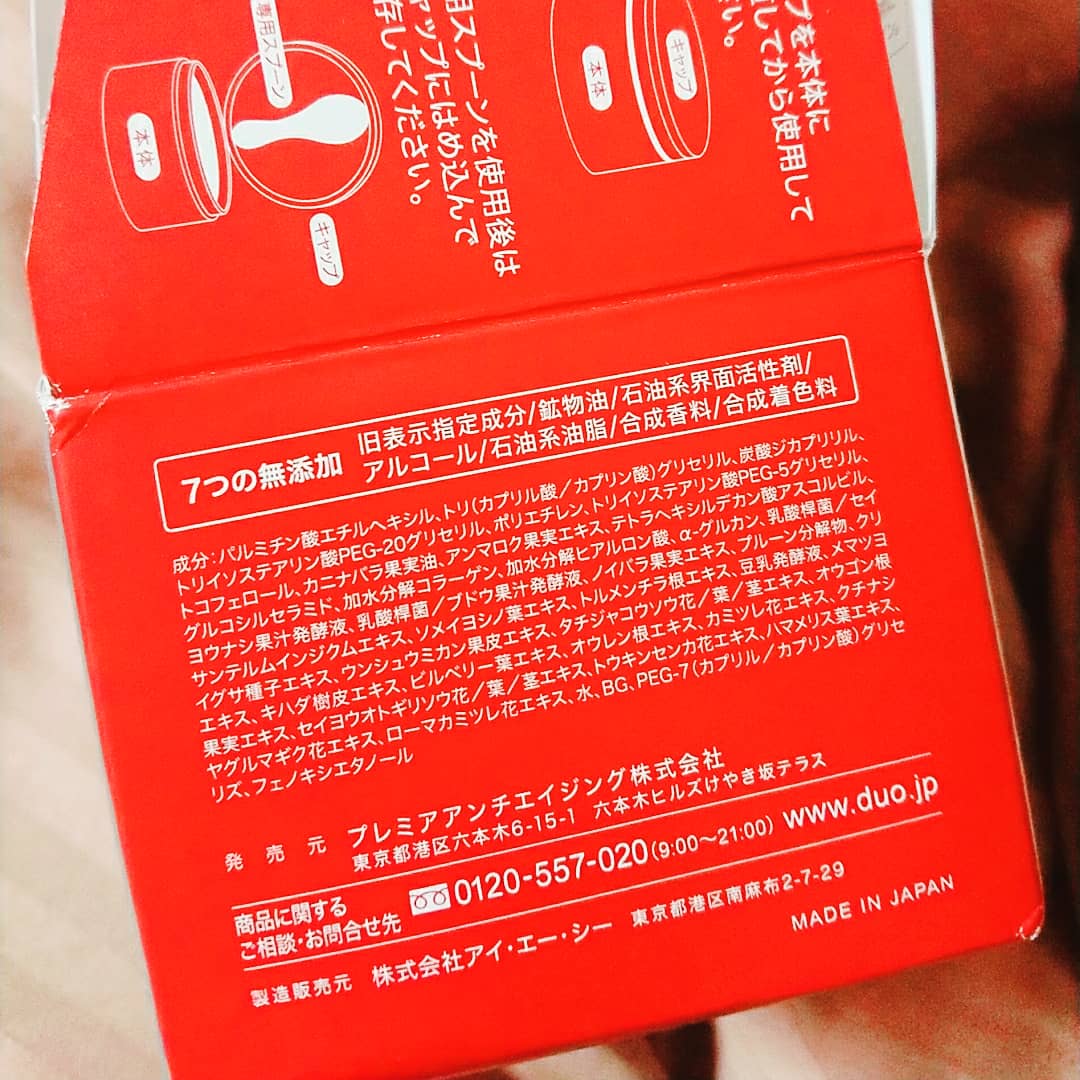 プを本体に
してから使用して
さい。
キャップ
本体
用スプーンを使用後は
ャップにはめ込んで
存してください。
専用スプーン
本体
キャップ
7つの無添加
旧表示指定成分/鉱物油/石油系界面活性剤/
アルコール/石油系油脂/合成香料/合成着色料
成分:パルミチン酸エチルヘキシル、トリ(カプリル酸/カプリン酸)グリセリル、炭酸ジカプリリル、
トリイソステアリン酸PEG-20グリセリル、ポリエチレン、トリイソステアリン酸PEG-5グリセリル、
トコフェロール、カニナバラ果実油、アンマロク果実エキス、テトラヘキシルデカン酸アスコルビル、
グルコシルセラミド、加水分解コラーゲン、加水分解ヒアルロン酸、α-グルカン、乳酸桿菌/セイ
ヨウナシ果汁発酵液、乳酸桿菌/ブドウ果汁発酵液、ノイバラ果実エキス、プルーン分解物、クリ
サンテルムインジクムエキス、ソメイヨシノ葉エキス、トルメンチラ根エキス、豆乳発酵液、メマツヨ
イグサ種子エキス、ウンシュウミカン果皮エキス、タチジャコウソウ花/葉/茎エキス、オウゴン根
エキス、キハダ樹皮エキス、ビルベリー葉エキス、オウレン根エキス、カミツレ花エキス、クチナシ
果実エキス、セイヨウオトギリソウ花/葉/茎エキス、トウキンセンカ花エキス、ハマメリス葉エキス、
ヤグルマギク花エキス、ローマカミツレ花エキス、水、BG、PEG-7(カプリル/カプリン酸)グリセ
リズ、フェノキシエタノール
発売元 プレミアアンチエイジング株式会社
東京都港区六本木6-15-1 六本木ヒルズけやき坂テラス
商品に関する
ご相談・お問合せ先
0120-557-020(9:00~21:00) www.duo.jp
製造販売元 株式会社アイ・エー・シー 東京都港区南麻布2-7-29
MADE IN JAPAN